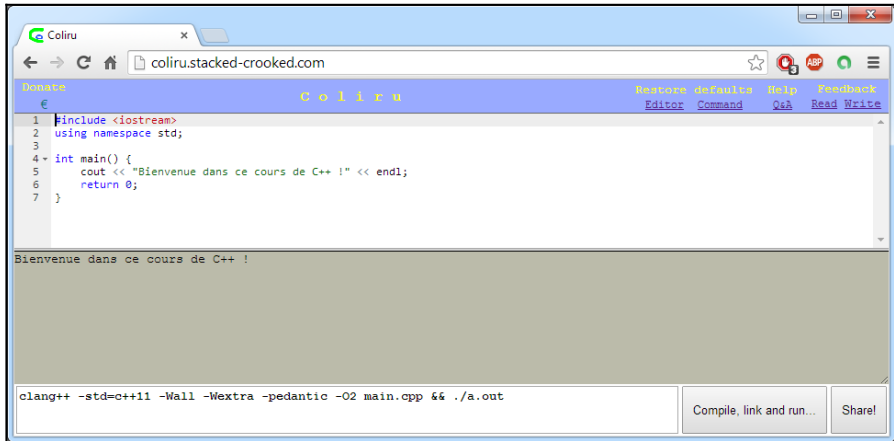 Coliru
coliru.stacked-crooked.com
3
ABP
Donate
€
Coliru
Restore defaults
Editor Command
Help
Q&A
Feedback
Read Write
1 #include <iostream>
2 using namespace std;
3
4 int main() {
5 cout << "Bienvenue dans ce cours de C++ !" << endl;
6 return 0;
7 }
Bienvenue dans ce cours de C++ !
clang++ -std=c++11 -Wall -Wextra -pedantic -O2 main.cpp && ./a.out
Compile, link and run...
Share!